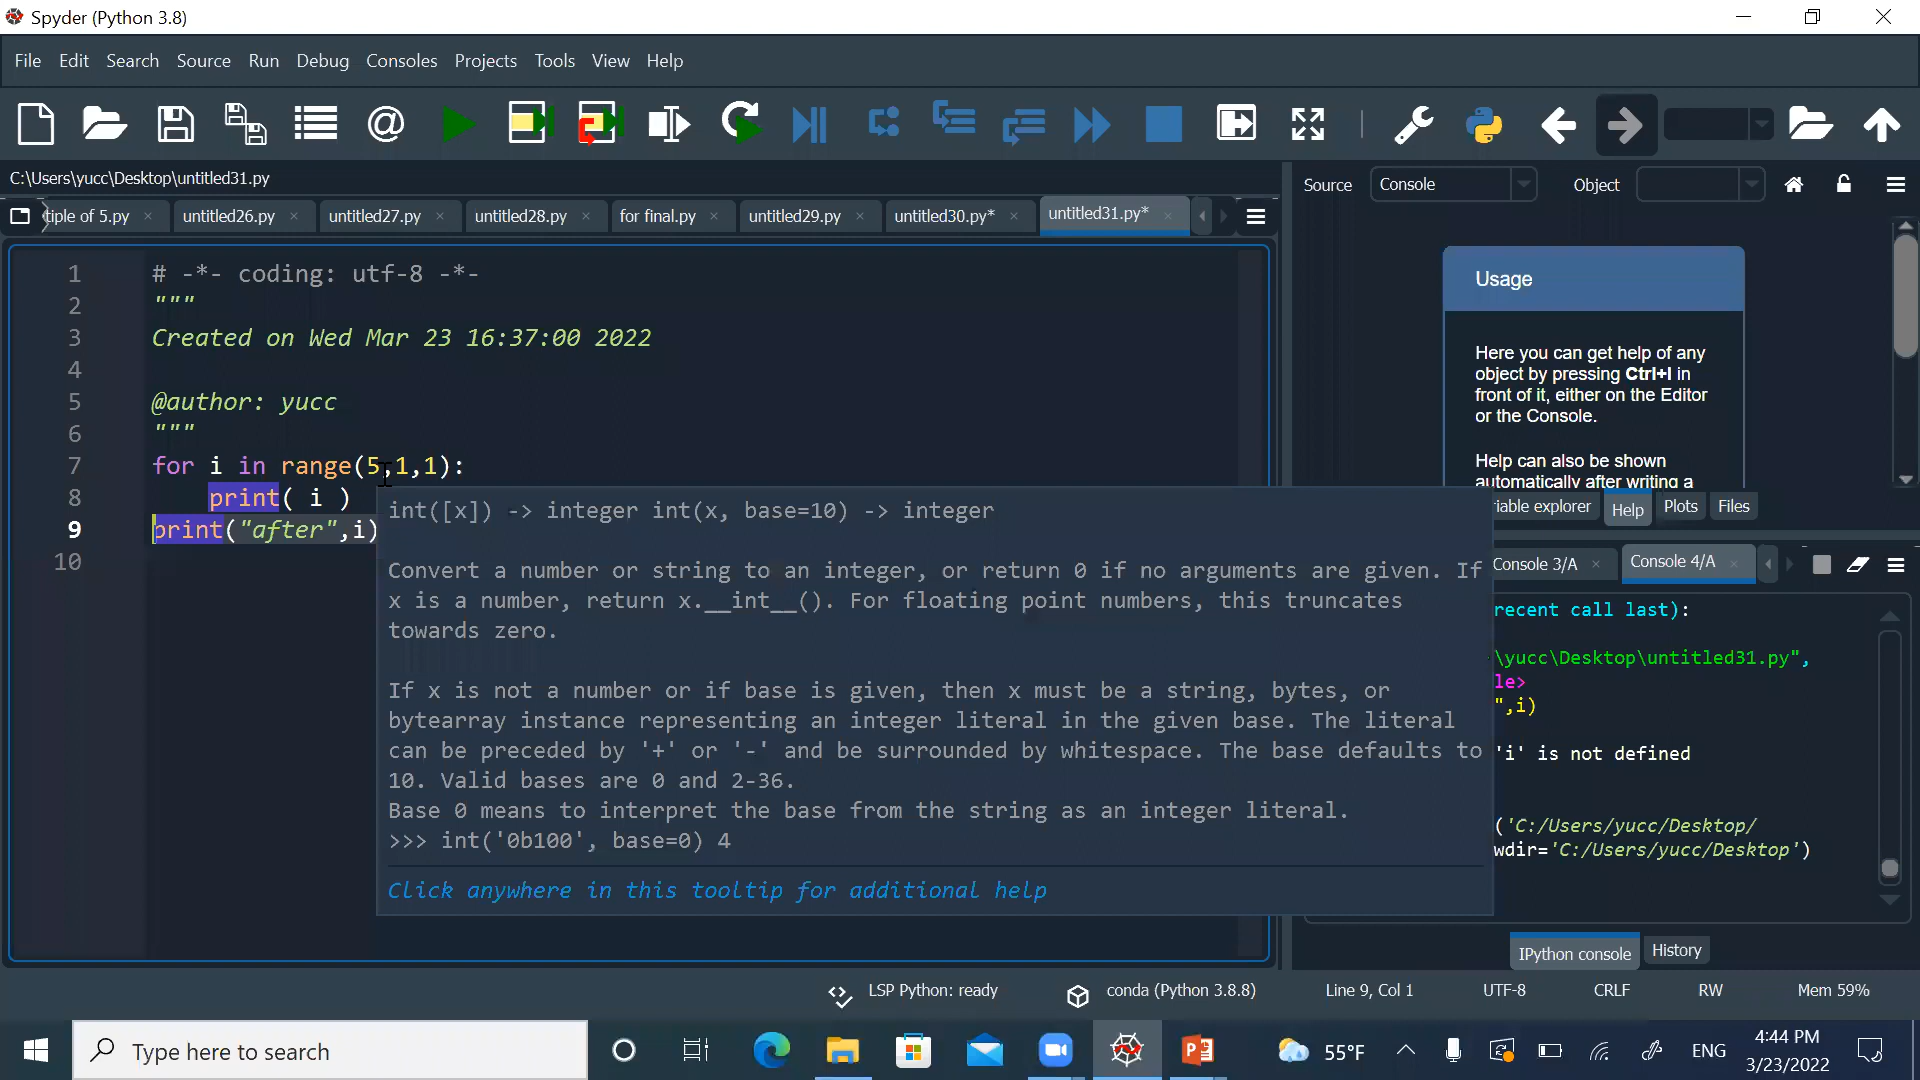 Spyder (Python 3.8)
File Edit Search Source Run Debug Consoles Projects Tools View Help
C:\Users\yucc\Desktop\untitled31.py
Source Console Object
tiple of 5.py untitled26.py untitled27.py untitled28.py for final.py untitled29.py untitled30.py* untitled31.py*
1 # -*- coding: utf-8 -*-
2 """
3 Created on Wed Mar 23 16:37:00 2022
4
5 @author: yucc
6 """
7 for i in range(5,1,1):
8 print( i )
9 print("after",i)
10
int([x]) -> integer int(x, base=10) -> integer
Convert a number or string to an integer, or return 0 if no arguments are given. If
x is a number, return x.__int__(). For floating point numbers, this truncates
towards zero.
If x is not a number or if base is given, then x must be a string, bytes, or
bytearray instance representing an integer literal in the given base. The literal
can be preceded by '+' or '-' and be surrounded by whitespace. The base defaults to
10. Valid bases are 0 and 2-36.
Base 0 means to interpret the base from the string as an integer literal.
>>> int('0b100', base=0) 4
Click anywhere in this tooltip for additional help
Usage
Here you can get help of any
object by pressing Ctrl+I in
front of it, either on the Editor
or the Console.
Help can also be shown
automatically after writing a
riable explorer Help Plots Files
Console 3/A Console 4/A
recent call last):
\yucc\Desktop\untitled31.py",
le>
",i)
'i' is not defined
('C:/Users/yucc/Desktop/
wdir='C:/Users/yucc/Desktop')
IPython console History
LSP Python: ready conda (Python 3.8.8) Line 9, Col 1 UTF-8 CRLF RW Mem 59%
Type here to search
55°F ENG 4:44 PM
3/23/2022